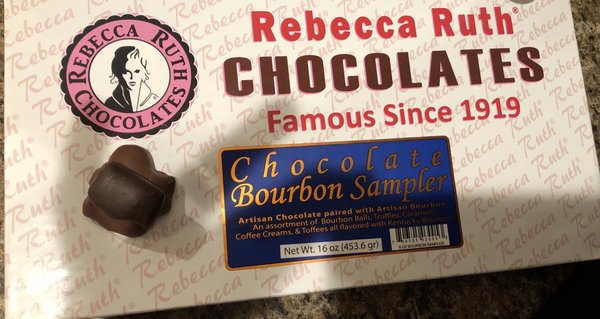 REBECCA RUTH
CHOCOLATES
Rebecca Ruth®
CHOCOLATES
Famous Since 1919
Chocolate
Bourbon Sampler
Artisan Chocolate paired with Artisan Bourbon
An assortment of Bourbon Balls, Truffles, Caramels,
Coffee Creams, & Toffees all flavored with Kentucky Bourbon
Net Wt. 16 oz (453.6 gr)
BOURBON SAMPLER